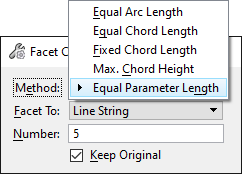 Equal Arc Length
Equal Chord Length
Fixed Chord Length
Max. Chord Height
Equal Parameter Length
Facet C
Method:
Facet To: Line String
Number: 5
Keep Original